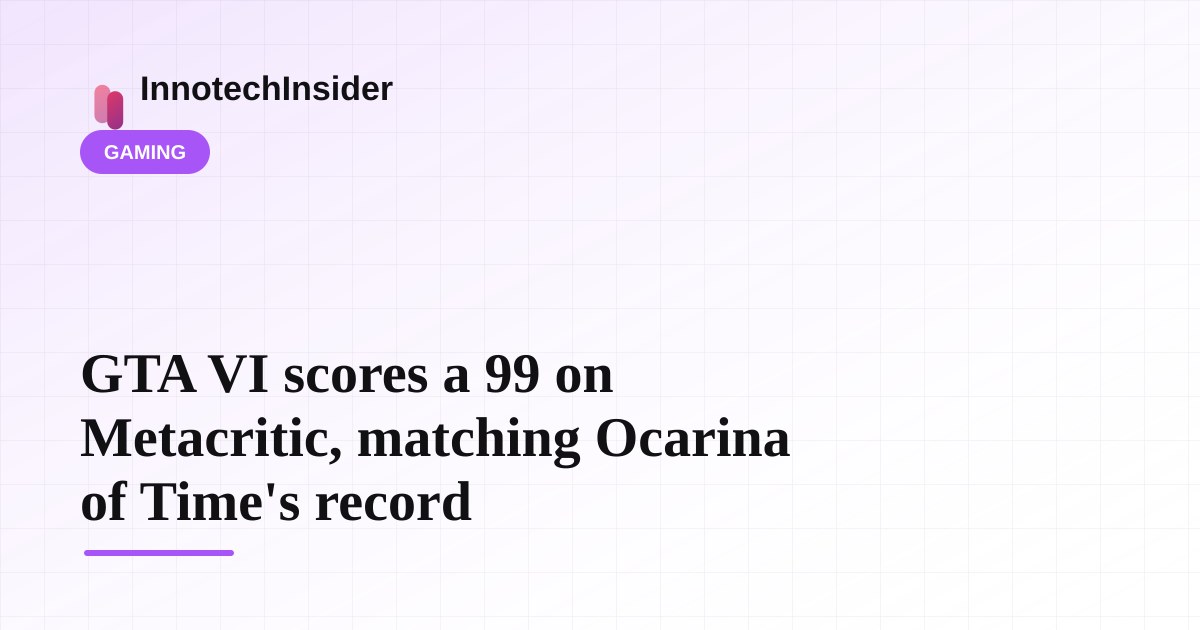 InnotechInsider
GAMING
GTA VI scores a 99 on
Metacritic, matching Ocarina
of Time's record